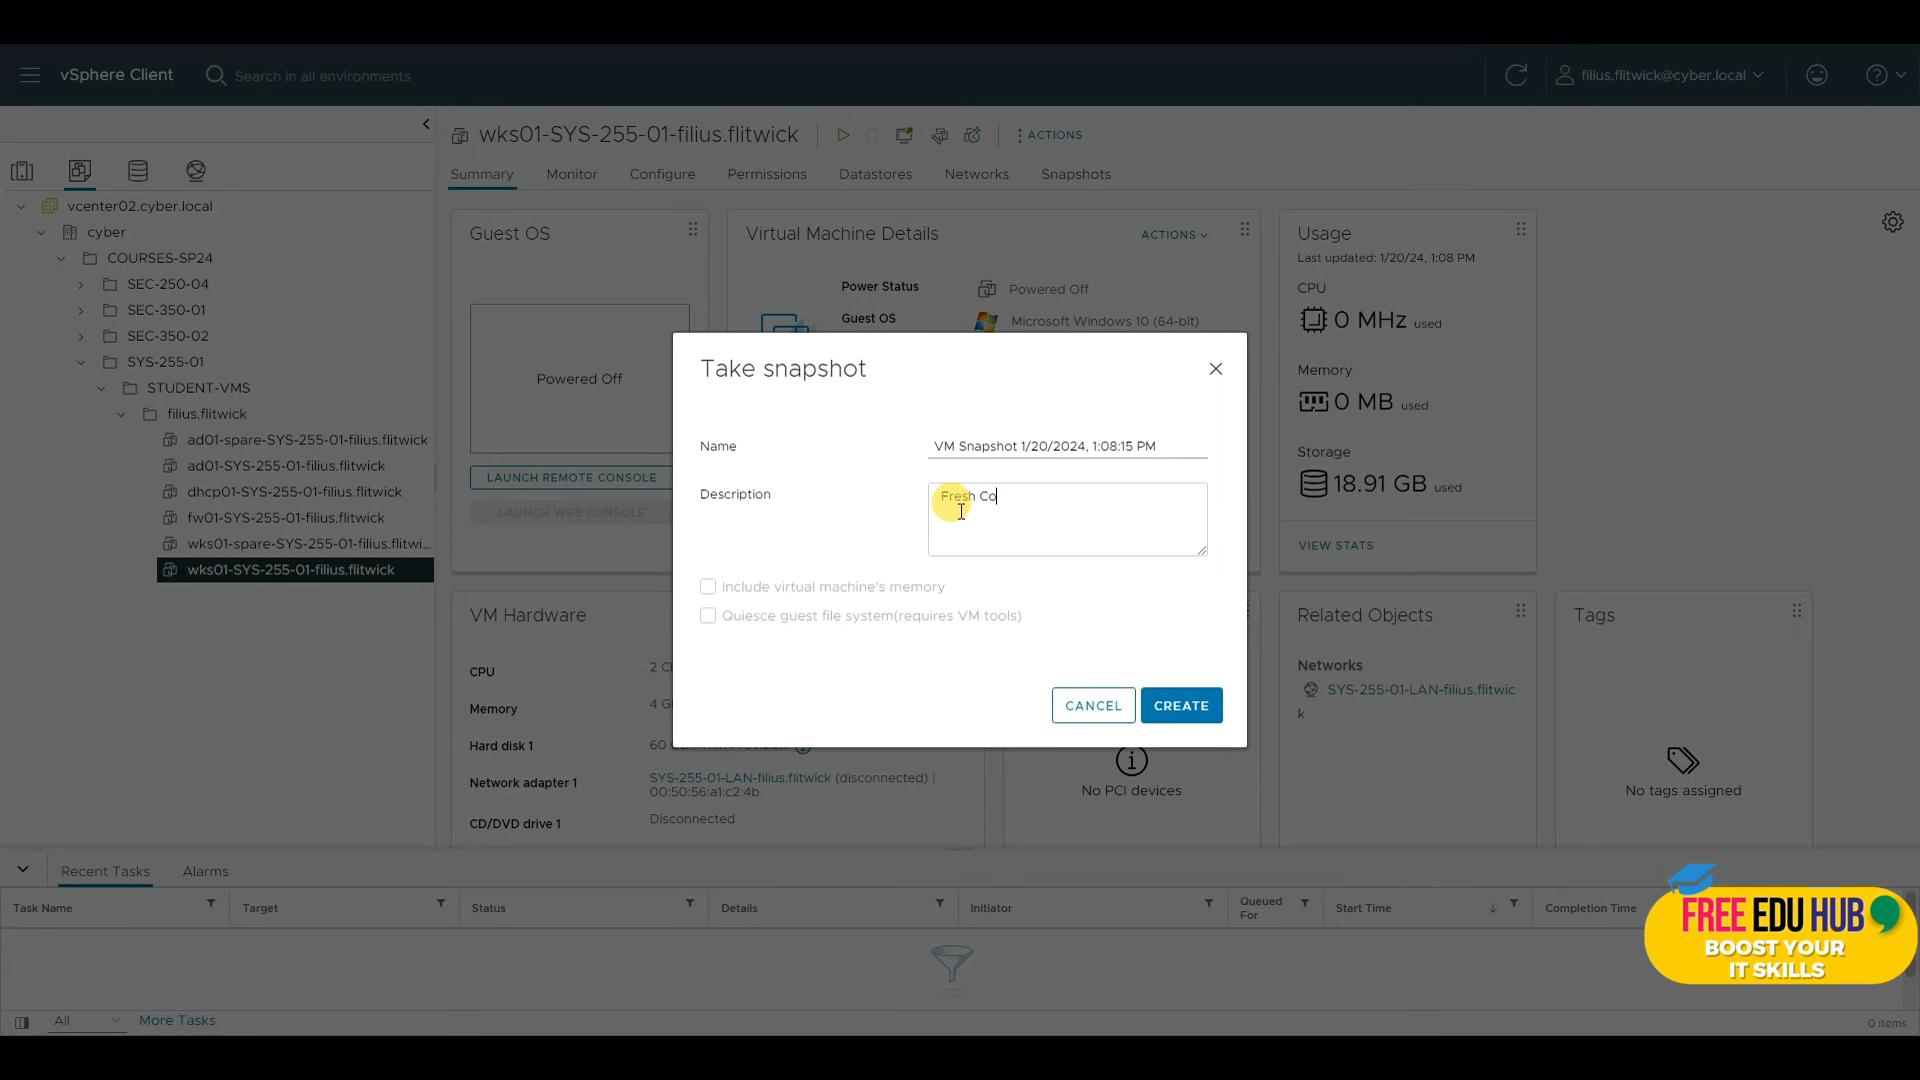 vSphere Client
Search in all environments
filius.flitwick@cyber.local
wks01-SYS-255-01-filius.flitwick
ACTIONS
Summary
Monitor
Configure
Permissions
Datastores
Networks
Snapshots
vcenter02.cyber.local
cyber
COURSES-SP24
SEC-250-04
SEC-350-01
SEC-350-02
SYS-255-01
STUDENT-VMS
filius.flitwick
ad01-spare-SYS-255-01-filius.flitwick
ad01-SYS-255-01-filius.flitwick
dhcp01-SYS-255-01-filius.flitwick
fw01-SYS-255-01-filius.flitwick
wks01-spare-SYS-255-01-filius.flitwi...
wks01-SYS-255-01-filius.flitwick
Guest OS
Powered Off
LAUNCH REMOTE CONSOLE
LAUNCH WEB CONSOLE
Virtual Machine Details
ACTIONS
Power Status
Powered Off
Guest OS
Microsoft Windows 10 (64-bit)
Usage
Last updated: 1/20/24, 1:08 PM
CPU
0 MHz used
Memory
0 MB used
Storage
18.91 GB used
VIEW STATS
Take snapshot
Name
VM Snapshot 1/20/2024, 1:08:15 PM
Description
Fresh Co
Include virtual machine's memory
Quiesce guest file system(requires VM tools)
CANCEL
CREATE
VM Hardware
CPU
2 C
Memory
4 G
Hard disk 1
60
Network adapter 1
SYS-255-01-LAN-filius.flitwick (disconnected) |
00:50:56:a1:c2:4b
CD/DVD drive 1
Disconnected
No PCI devices
Related Objects
Networks
SYS-255-01-LAN-filius.flitwic
k
Tags
No tags assigned
Recent Tasks
Alarms
Task Name
Target
Status
Details
Initiator
Queued
For
Start Time
Completion Time
All
More Tasks
0 items
FREE EDU HUB
BOOST YOUR
IT SKILLS